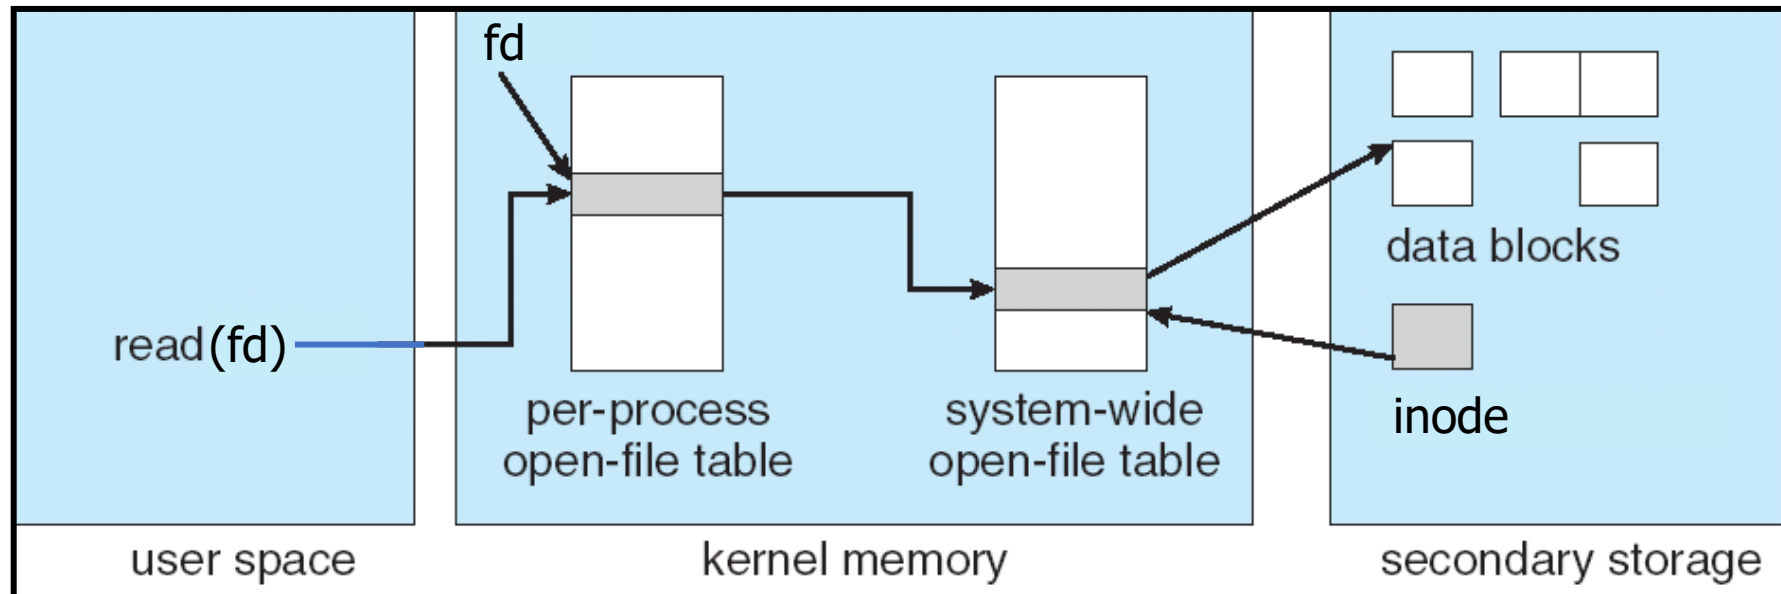 fd
read(fd)
per-process
open-file table
system-wide
open-file table
data blocks
inode
user space
kernel memory
secondary storage